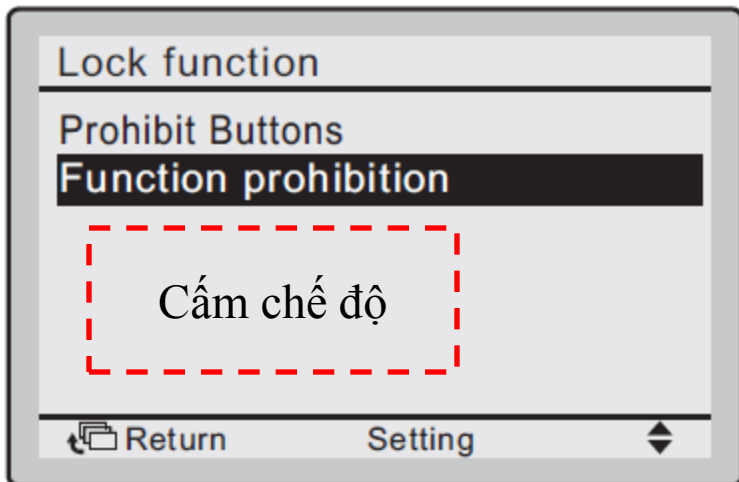 Lock function
Prohibit Buttons
Function prohibition
Cấm chế độ
Return Setting